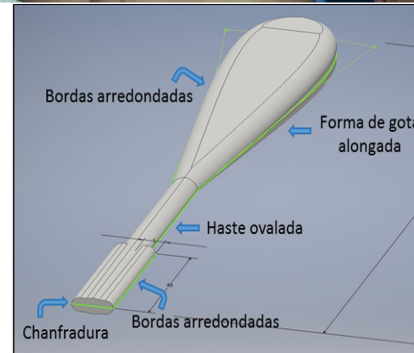 Bordas arredondadas
Forma de gota
alongada
Haste ovalada
Bordas arredondadas
Chanfradura